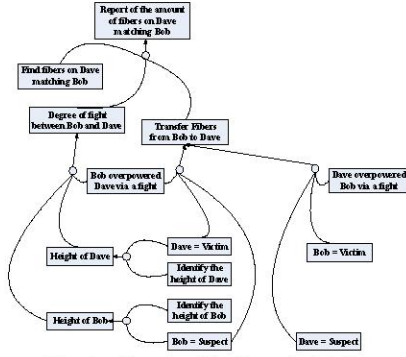 Report of the amount
of fibers on Dave
matching Bob
Find fibers on Dave
matching Bob
Degree of fight
between Bob and Dave
Transfer Fibers
from Bob to Dave
Bob overpowered
Dave via a fight
Dave overpowered
Bob via a fight
Height of Dave
Dave = Victim
Identify the
height of Dave
Bob = Victim
Height of Bob
Identify the
height of Bob
Bob = Suspect
Dave = Suspect